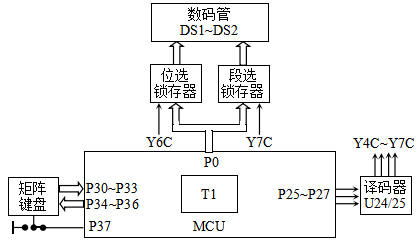 数码管
DS1~DS2
位选
锁存器
段选
锁存器
Y6C
Y7C
Y4C~Y7C
P0
矩阵
键盘
P30~P33
P34~P36
P37
T1
MCU
P25~P27
译码器
U24/25